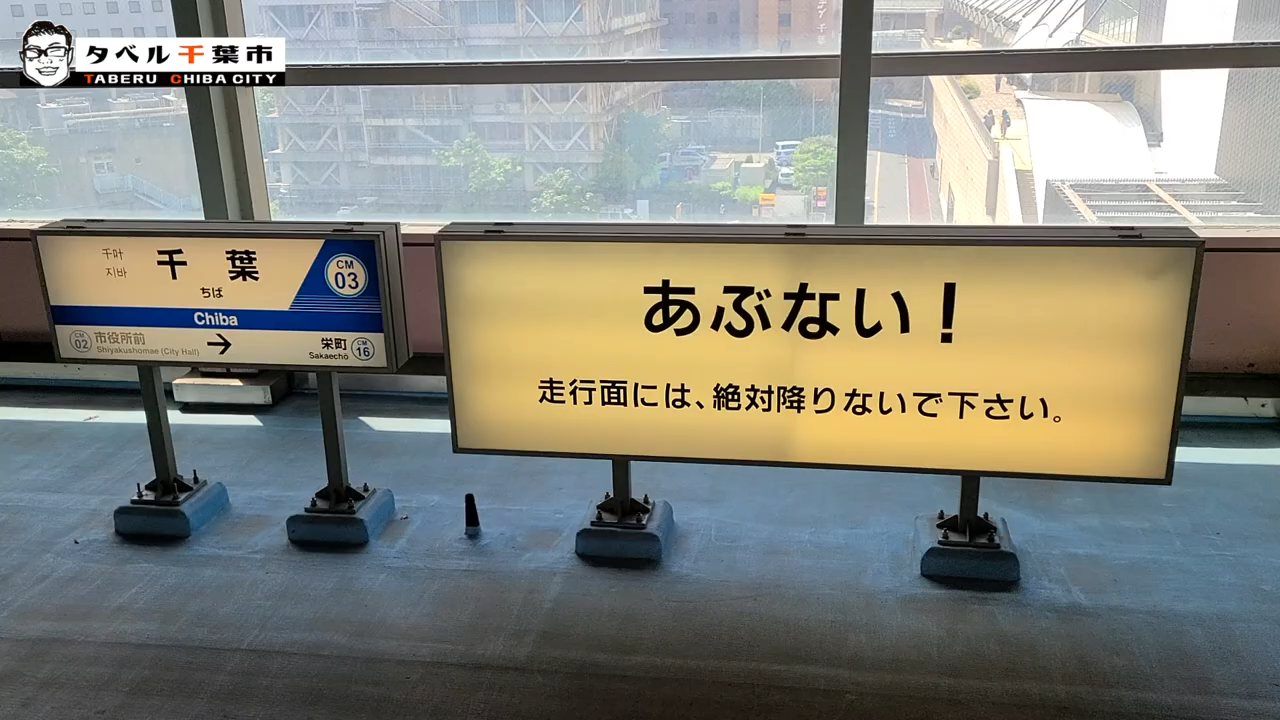 タベル千葉市
TABERU CHIBA CITY
千叶
지바
千葉
ちば
CM
03
Chiba
CM
02
市役所前
Shiyakushomae (City Hall)
→
栄町
Sakaechō
CM
16
あぶない!
走行面には、絶対降りないで下さい。